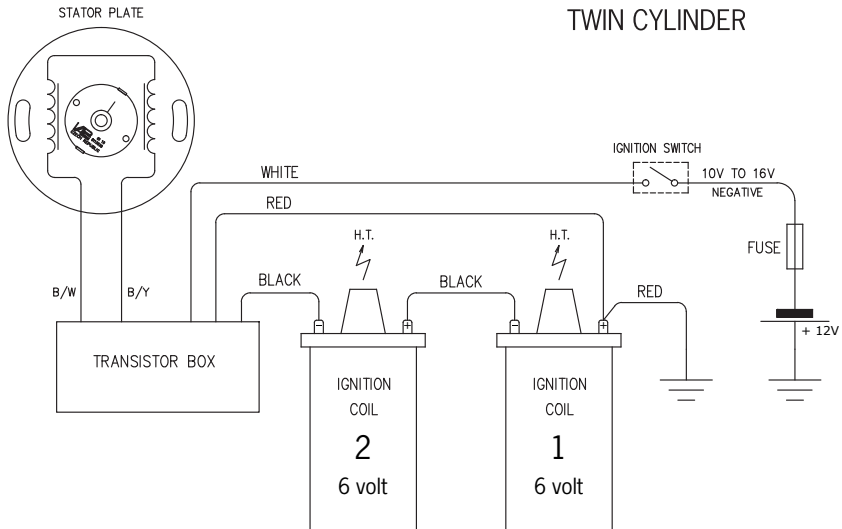 STATOR PLATE
TWIN CYLINDER
IGNITION SWITCH
WHITE
10V TO 16V
NEGATIVE
RED
H.T.
H.T.
FUSE
BLACK
BLACK
RED
B/W
B/Y
- +
- +
+ 12V
TRANSISTOR BOX
IGNITION
COIL
2
6 volt
IGNITION
COIL
1
6 volt